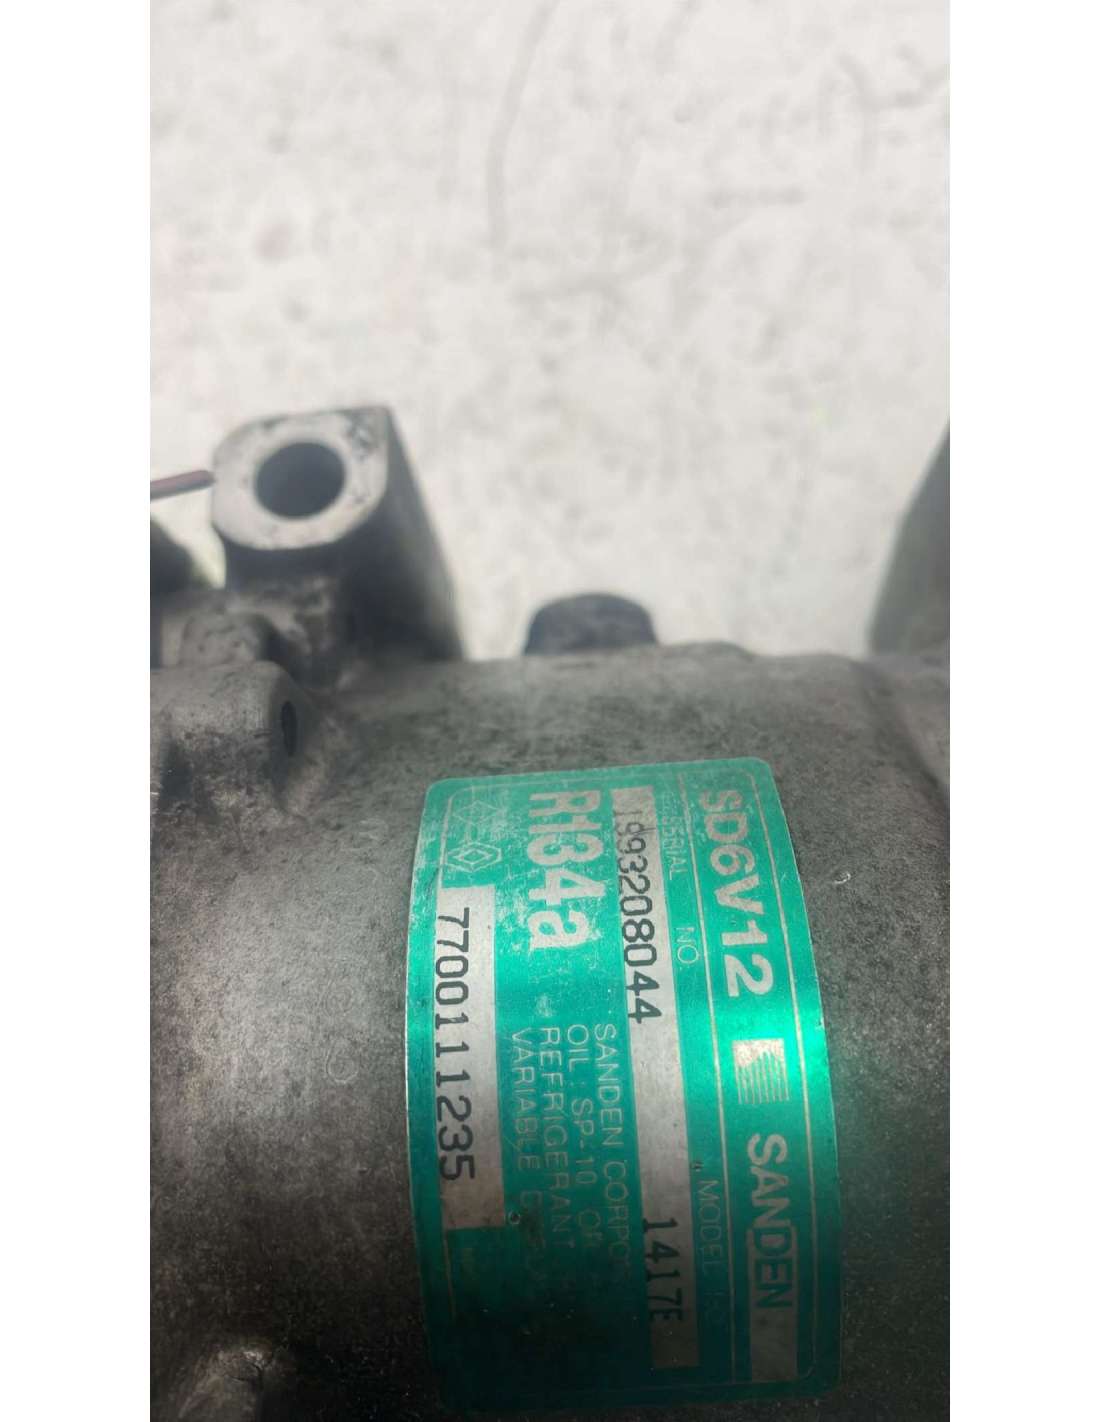 SD6V12 SANDEN
SERIAL NO. MODEL NO.
1993208044 1417E
SANDEN
OIL: SP-10
R134a REFRIGERANT
VARIABLE
7700111235